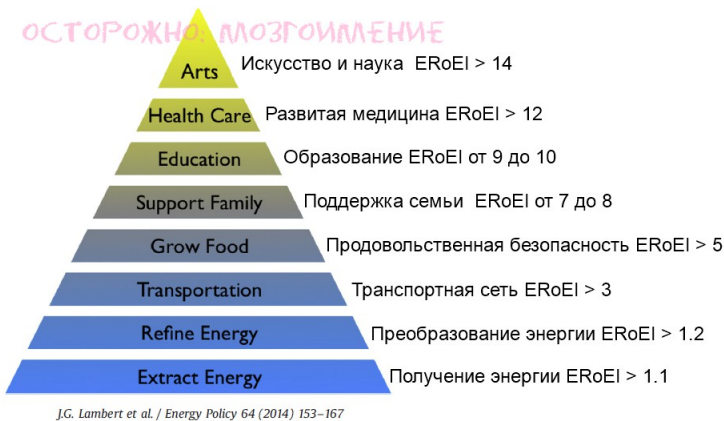 ОСТОРОЖНО: МОЗГОИМЕНИЕ
Arts Искусство и наука ERoEI > 14
Health Care Развитая медицина ERoEI > 12
Education Образование ERoEI от 9 до 10
Support Family Поддержка семьи ERoEI от 7 до 8
Grow Food Продовольственная безопасность ERoEI > 5
Transportation Транспортная сеть ERoEI > 3
Refine Energy Преобразование энергии ERoEI > 1.2
Extract Energy Получение энергии ERoEI > 1.1
J.G. Lambert et al. / Energy Policy 64 (2014) 153–167